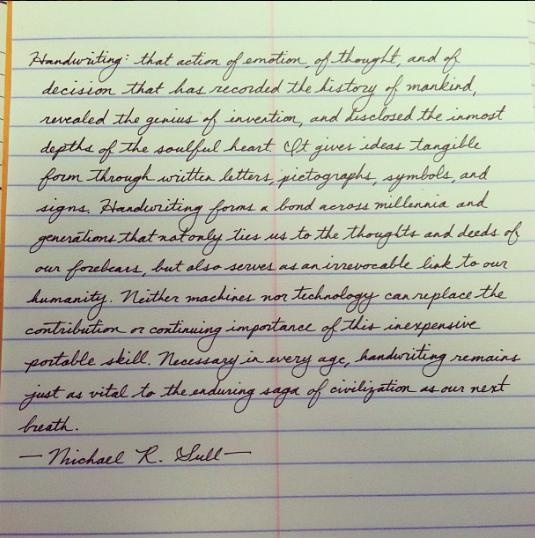 Handwriting: that action of emotion, of thought, and of
decision that has recorded the history of mankind,
revealed the genius of invention, and disclosed the inmost
depths of the soulful heart It gives ideas tangible
form through written letters, pictographs, symbols, and
signs. Handwriting forms a bond across millennia and
generations that not only ties us to the thoughts and deeds of
our forebears, but also serves as an irrevocable link to our
humanity. Neither machines nor technology can replace the
contribution or continuing importance of this inexpensive
portable skill. Necessary in every age, handwriting remains
just as vital to the enduring saga of civilization as our next
breath.
— Michael R. Sull —